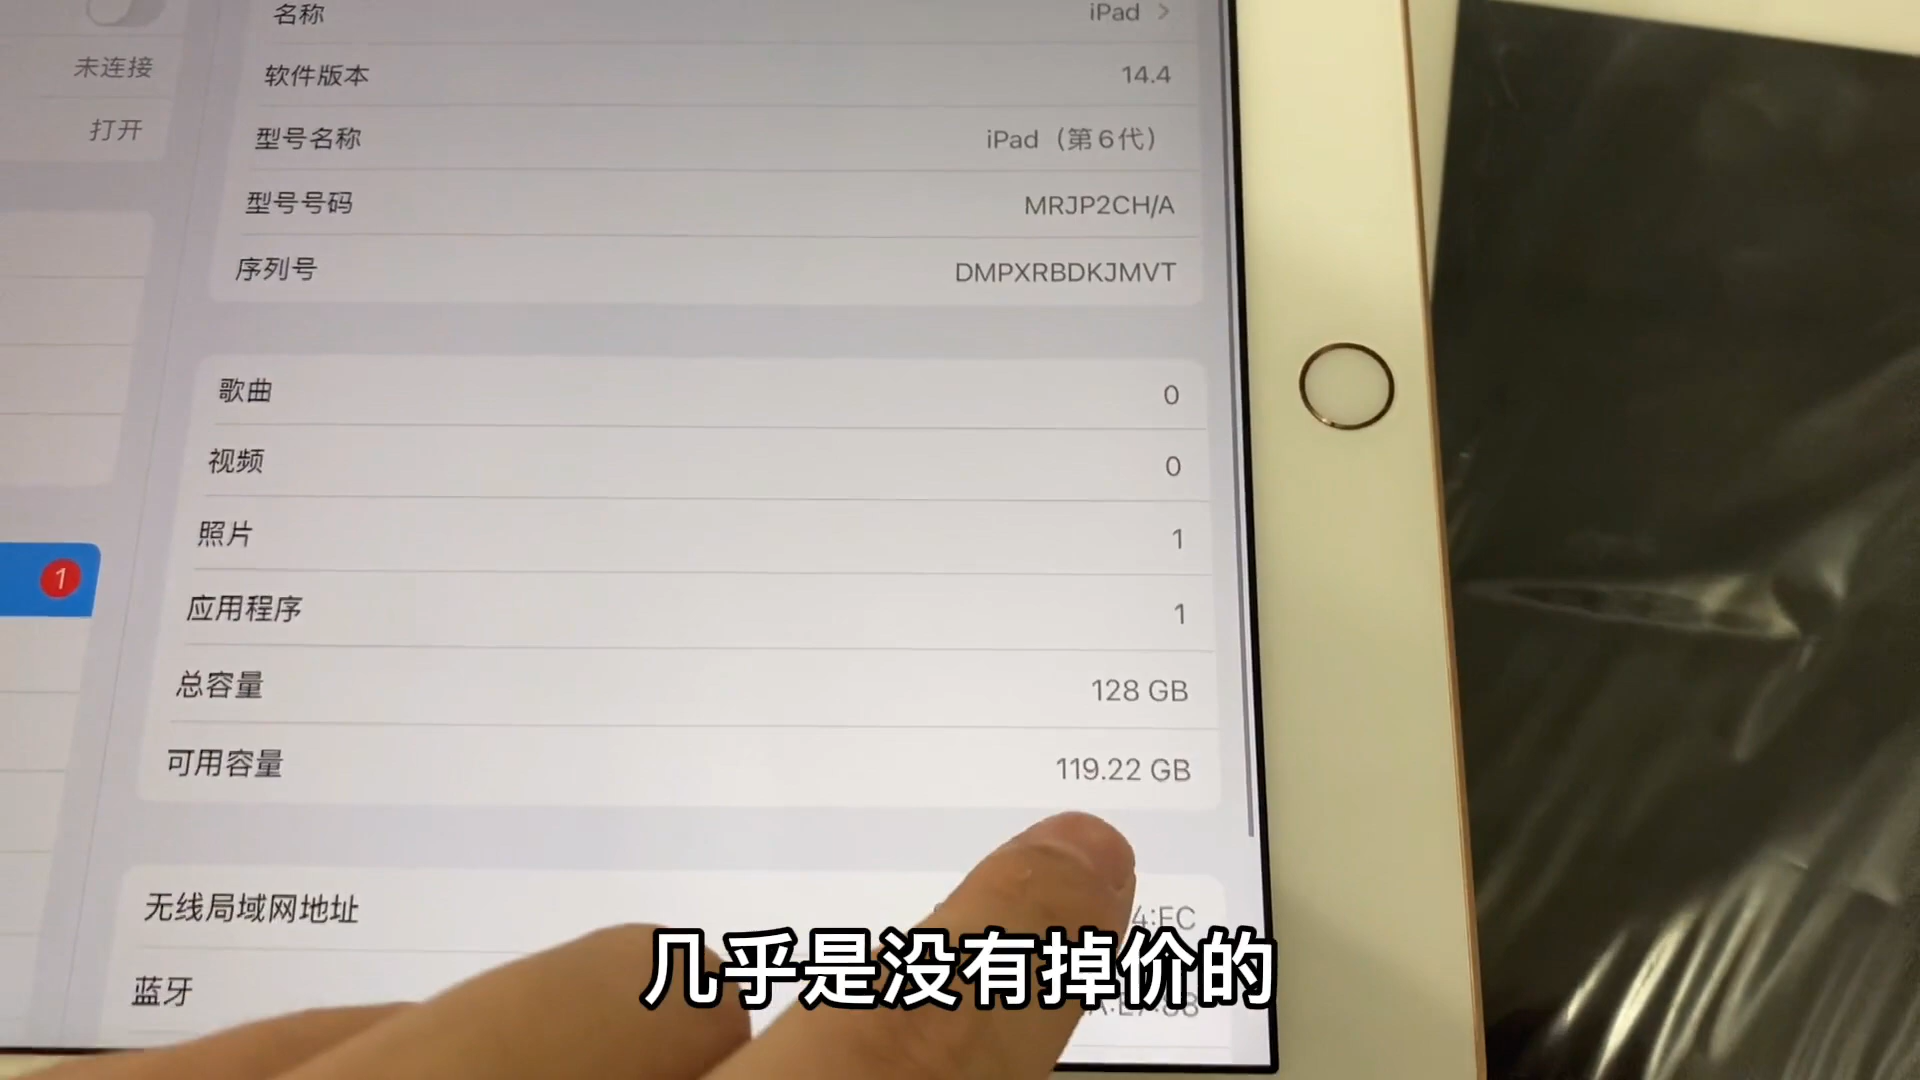 名称 iPad
未连接
软件版本 14.4
打开
型号名称 iPad（第6代）
型号号码 MRJP2CH/A
序列号 DMPXRBDKJMVT
歌曲 0
视频 0
照片 1
1
应用程序 1
总容量 128 GB
可用容量 119.22 GB
无线局域网地址 4:FC
几乎是没有掉价的
蓝牙